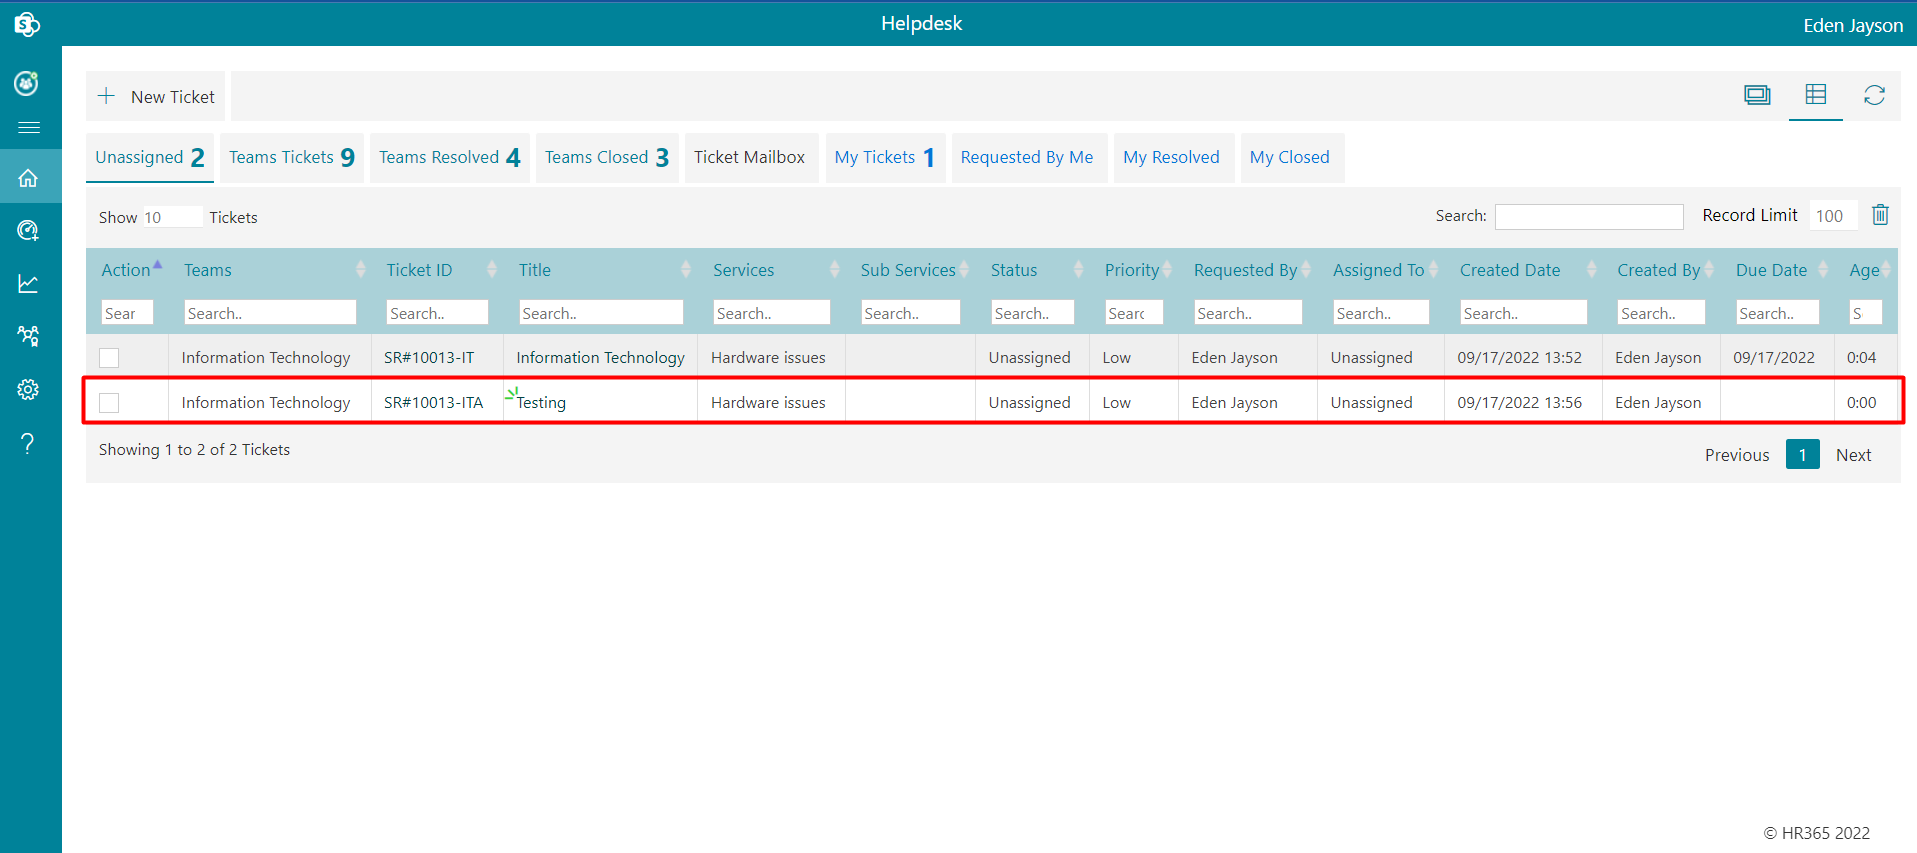 Helpdesk
Eden Jayson
New Ticket
Unassigned 2 Teams Tickets 9 Teams Resolved 4 Teams Closed 3 Ticket Mailbox My Tickets 1 Requested By Me My Resolved My Closed
Show 10 Tickets Search: Record Limit 100
Action Teams Ticket ID Title Services Sub Services Status Priority Requested By Assigned To Created Date Created By Due Date Age
Sear Search.. Search.. Search.. Search.. Search.. Search.. Searc Search.. Search.. Search.. Search.. Search.. S
Information Technology SR#10013-IT Information Technology Hardware issues Unassigned Low Eden Jayson Unassigned 09/17/2022 13:52 Eden Jayson 09/17/2022 0:04
Information Technology SR#10013-ITA Testing Hardware issues Unassigned Low Eden Jayson Unassigned 09/17/2022 13:56 Eden Jayson 0:00
Showing 1 to 2 of 2 Tickets
Previous 1 Next
© HR365 2022